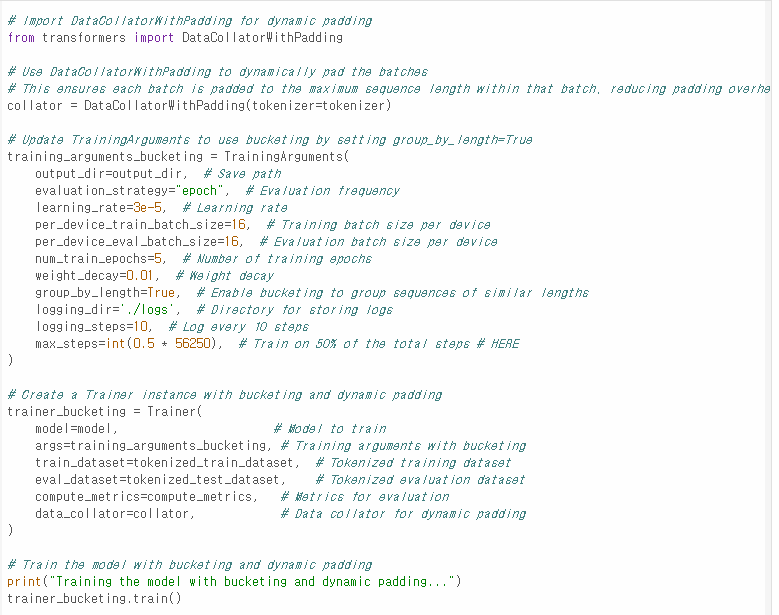 # Import DataCollatorWithPadding for dynamic padding
from transformers import DataCollatorWithPadding
# Use DataCollatorWithPadding to dynamically pad the batches
# This ensures each batch is padded to the maximum sequence length within that batch, reducing padding overhe
collator = DataCollatorWithPadding(tokenizer=tokenizer)
# Update TrainingArguments to use bucketing by setting group_by_length=True
training_arguments_bucketing = TrainingArguments(
    output_dir=output_dir,  # Save path
    evaluation_strategy="epoch",  # Evaluation frequency
    learning_rate=3e-5,  # Learning rate
    per_device_train_batch_size=16,  # Training batch size per device
    per_device_eval_batch_size=16,  # Evaluation batch size per device
    num_train_epochs=5,  # Number of training epochs
    weight_decay=0.01,  # Weight decay
    group_by_length=True,  # Enable bucketing to group sequences of similar lengths
    logging_dir='./logs',  # Directory for storing logs
    logging_steps=10,  # Log every 10 steps
    max_steps=int(0.5 * 56250),  # Train on 50% of the total steps # HERE
)
# Create a Trainer instance with bucketing and dynamic padding
trainer_bucketing = Trainer(
    model=model,                      # Model to train
    args=training_arguments_bucketing, # Training arguments with bucketing
    train_dataset=tokenized_train_dataset,  # Tokenized training dataset
    eval_dataset=tokenized_test_dataset,    # Tokenized evaluation dataset
    compute_metrics=compute_metrics,   # Metrics for evaluation
    data_collator=collator,            # Data collator for dynamic padding
)
# Train the model with bucketing and dynamic padding
print("Training the model with bucketing and dynamic padding...")
trainer_bucketing.train()